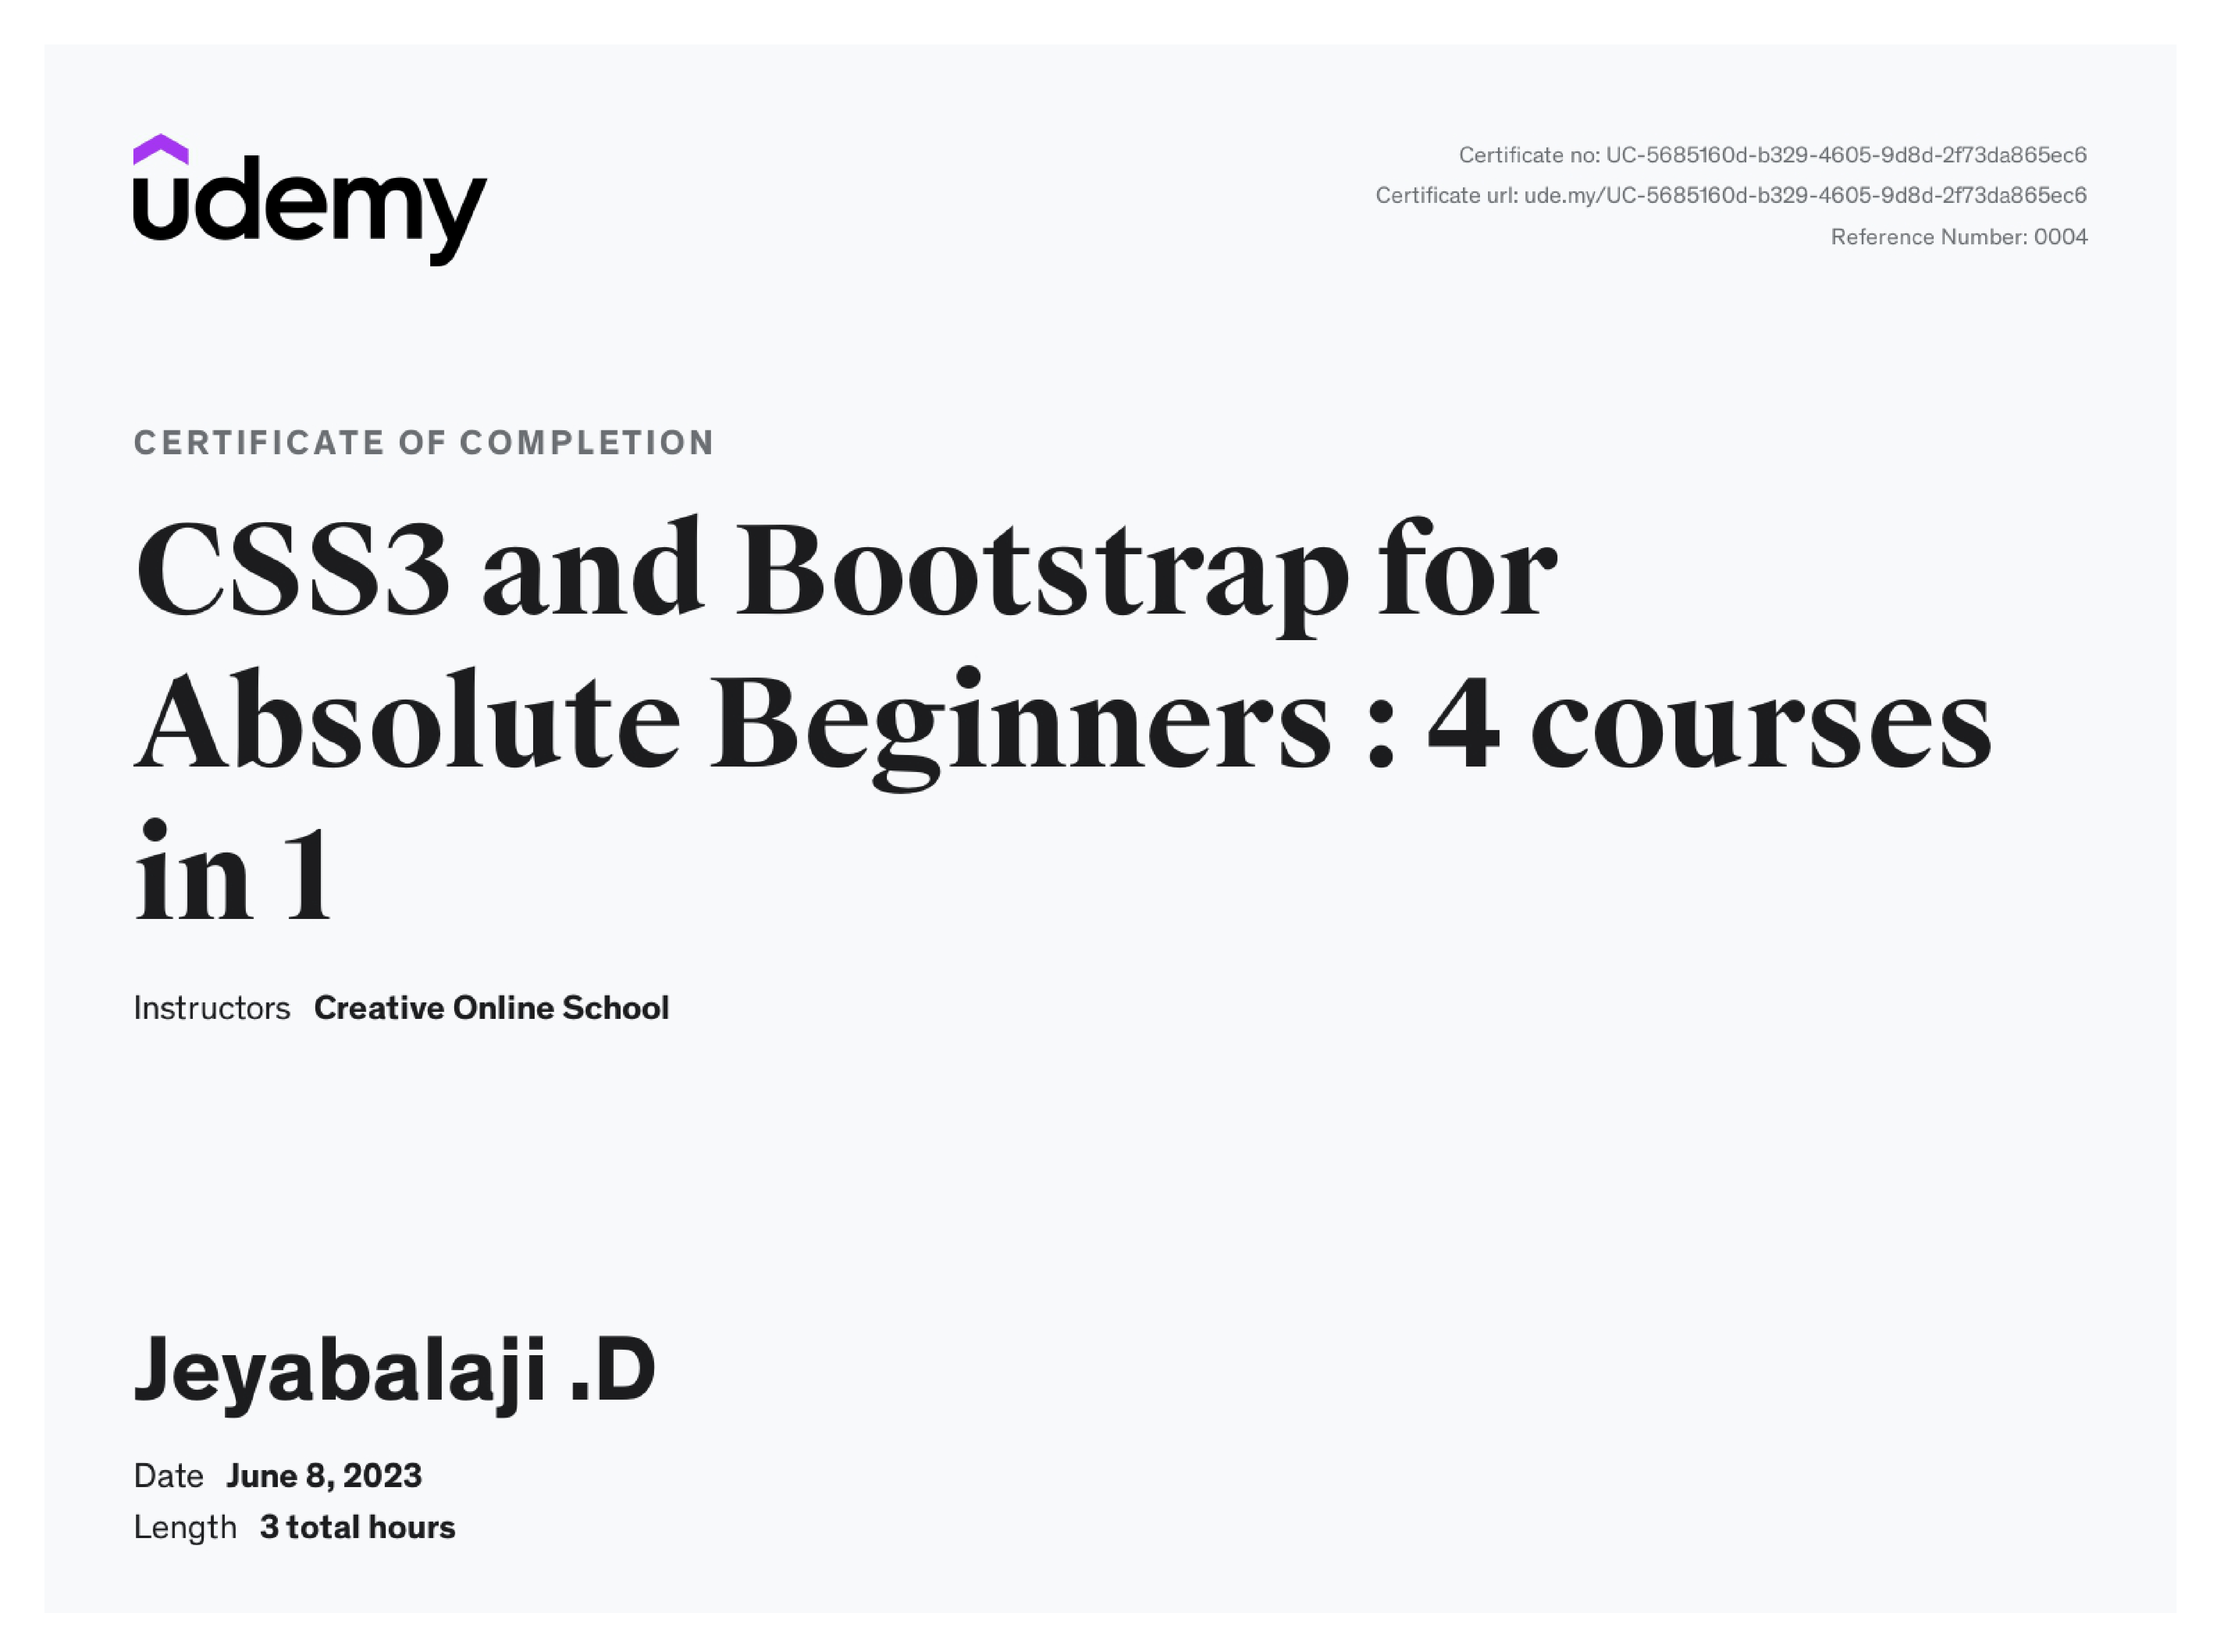 udemy
Certificate no: UC-5685160d-b329-4605-9d8d-2f73da865ec6
Certificate url: ude.my/UC-5685160d-b329-4605-9d8d-2f73da865ec6
Reference Number: 0004
CERTIFICATE OF COMPLETION
CSS3 and Bootstrap for
Absolute Beginners : 4 courses
in 1
Instructors Creative Online School
Jeyabalaji .D
Date June 8, 2023
Length 3 total hours